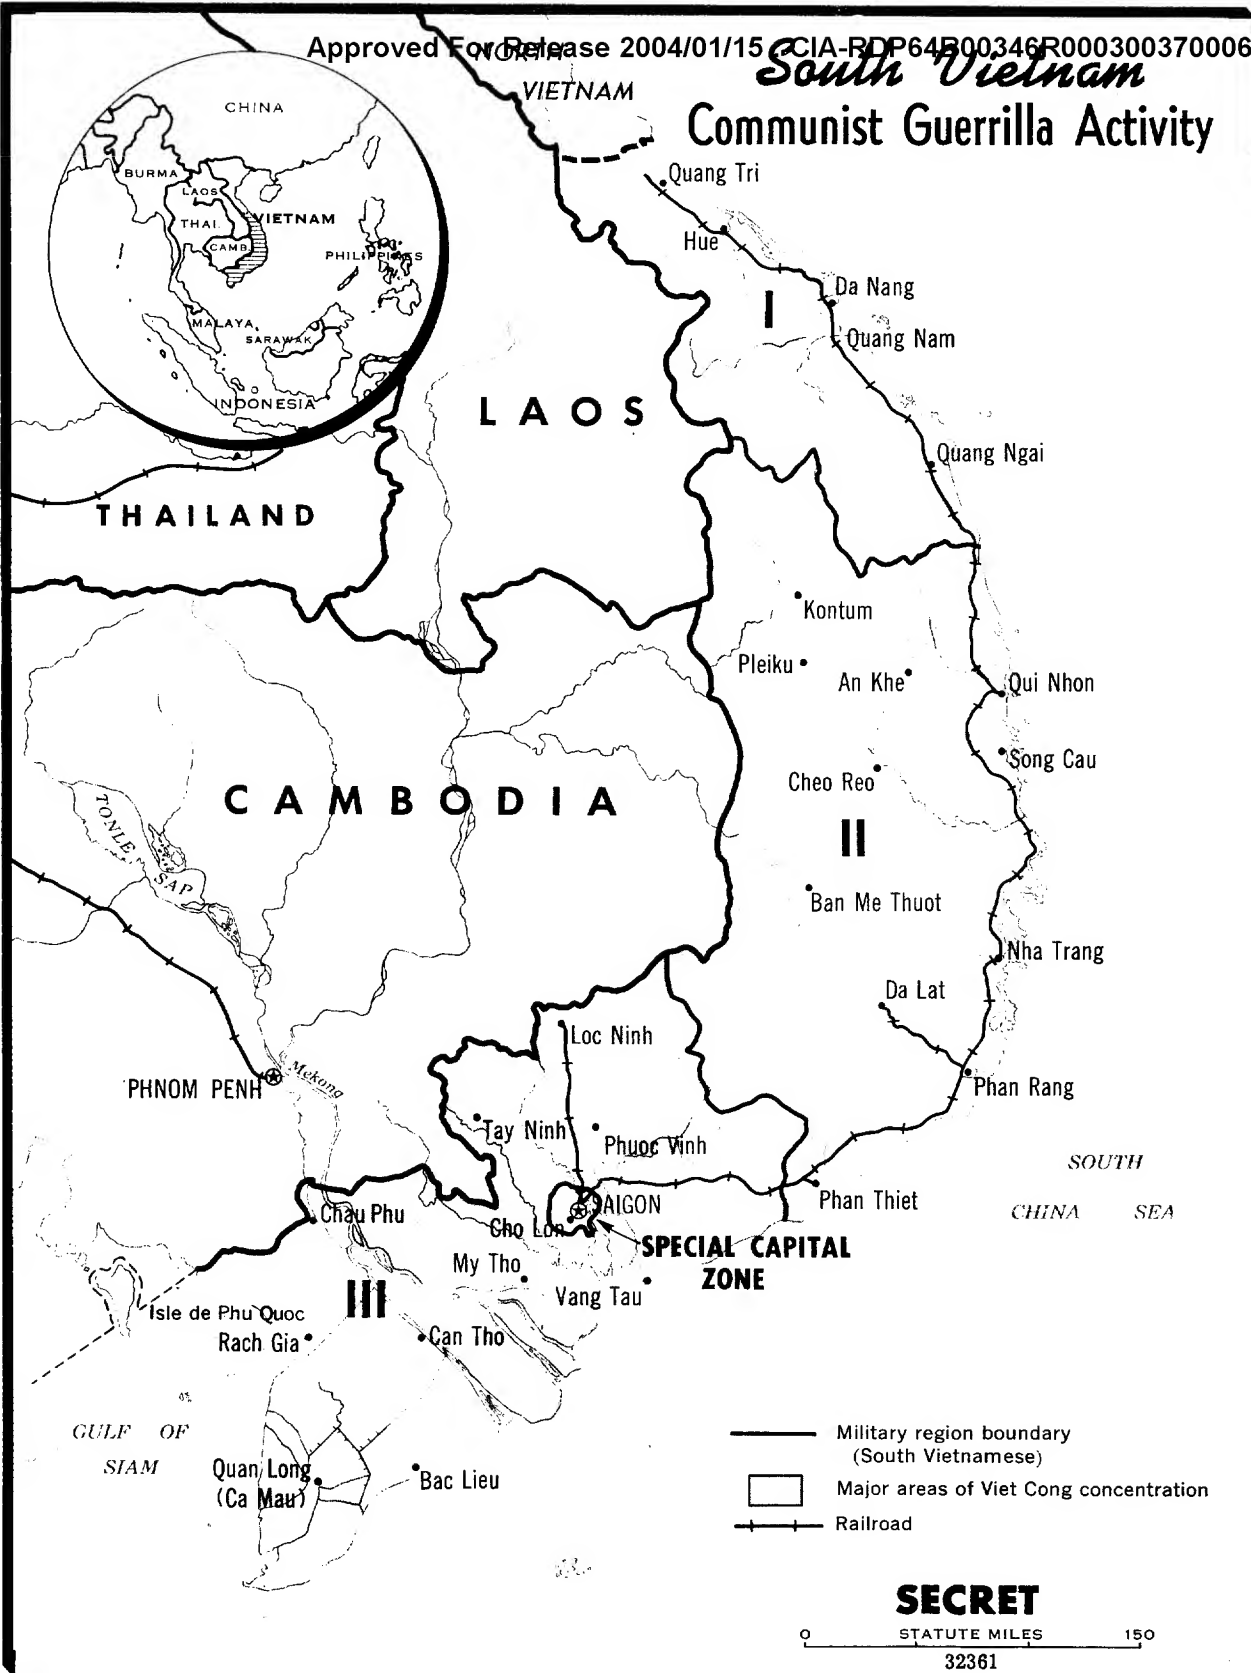 Approved For Release 2004/01/15 : CIA-RDP64B00346R000300370006
South Vietnam
Communist Guerrilla Activity
NORTH
VIETNAM
CHINA
BURMA
LAOS
THAI.
VIETNAM
CAMB.
PHILIPPINES
MALAYA
SARAWAK
INDONESIA
Quang Tri
Hue
Da Nang
I
Quang Nam
LAOS
Quang Ngai
THAILAND
Kontum
Pleiku
An Khe
Qui Nhon
Song Cau
Cheo Reo
CAMBODIA
TONLE
SAP
II
Ban Me Thuot
Nha Trang
Da Lat
Loc Ninh
PHNOM PENH
Mekong
Phan Rang
Tay Ninh
Phuoc Vinh
SOUTH
CHINA SEA
Phan Thiet
SAIGON
Chau Phu
Cho Lon
SPECIAL CAPITAL
ZONE
My Tho
Vang Tau
III
Isle de Phu Quoc
Rach Gia
Can Tho
GULF OF
SIAM
Quan Long
(Ca Mau)
Bac Lieu
Military region boundary
(South Vietnamese)
Major areas of Viet Cong concentration
Railroad
SECRET
0 STATUTE MILES 150
32361